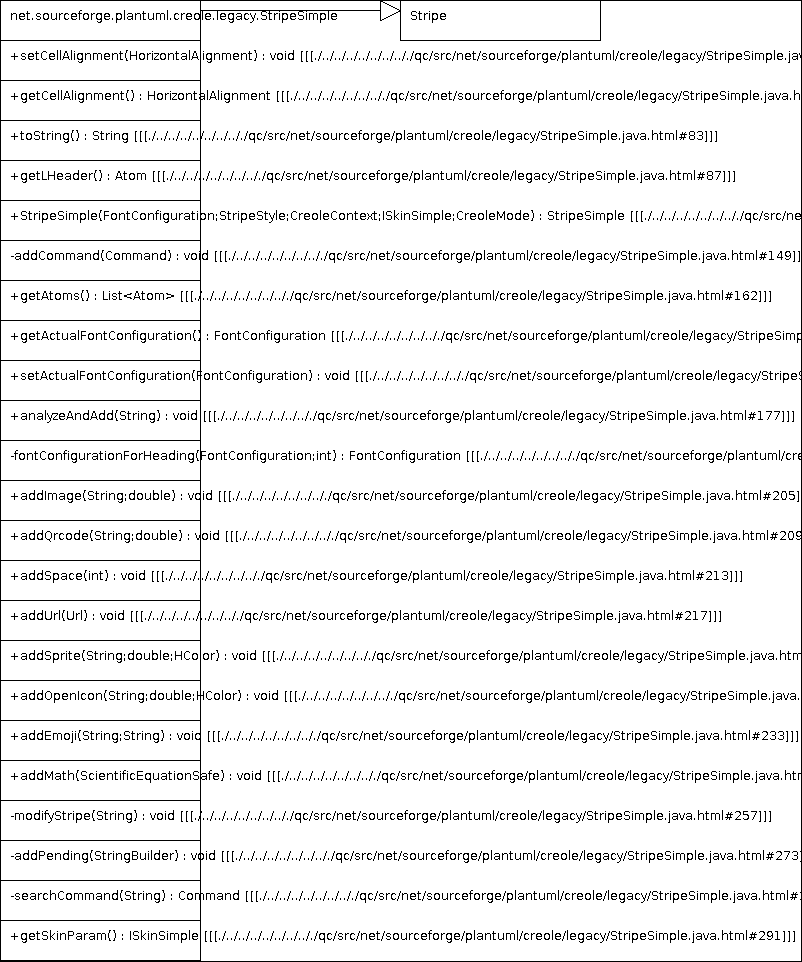 net.sourceforge.plantuml.creole.legacy.StripeSimple
Stripe
+setCellAlignment(HorizontalAlignment) : void [[[./../../../../../../../qc/src/net/sourceforge/plantuml/creole/legacy/StripeSimple.jav
+getCellAlignment() : HorizontalAlignment [[[./../../../../../../../qc/src/net/sourceforge/plantuml/creole/legacy/StripeSimple.java.h
+toString() : String [[[./../../../../../../../qc/src/net/sourceforge/plantuml/creole/legacy/StripeSimple.java.html#83]]]
+getLHeader() : Atom [[[./../../../../../../../qc/src/net/sourceforge/plantuml/creole/legacy/StripeSimple.java.html#87]]]
+StripeSimple(FontConfiguration;StripeStyle;CreoleContext;ISkinSimple;CreoleMode) : StripeSimple [[[./../../../../../../../qc/src/ne
-addCommand(Command) : void [[[./../../../../../../../qc/src/net/sourceforge/plantuml/creole/legacy/StripeSimple.java.html#149]]
+getAtoms() : List<Atom> [[[./../../../../../../../qc/src/net/sourceforge/plantuml/creole/legacy/StripeSimple.java.html#162]]]
+getActualFontConfiguration() : FontConfiguration [[[./../../../../../../../qc/src/net/sourceforge/plantuml/creole/legacy/StripeSimp
+setActualFontConfiguration(FontConfiguration) : void [[[./../../../../../../../qc/src/net/sourceforge/plantuml/creole/legacy/StripeS
+analyzeAndAdd(String) : void [[[./../../../../../../../qc/src/net/sourceforge/plantuml/creole/legacy/StripeSimple.java.html#177]]]
-fontConfigurationForHeading(FontConfiguration;int) : FontConfiguration [[[./../../../../../../../qc/src/net/sourceforge/plantuml/cre
+addImage(String;double) : void [[[./../../../../../../../qc/src/net/sourceforge/plantuml/creole/legacy/StripeSimple.java.html#205]
+addQrcode(String;double) : void [[[./../../../../../../../qc/src/net/sourceforge/plantuml/creole/legacy/StripeSimple.java.html#209
+addSpace(int) : void [[[./../../../../../../../qc/src/net/sourceforge/plantuml/creole/legacy/StripeSimple.java.html#213]]]
+addUrl(Url) : void [[[./../../../../../../../qc/src/net/sourceforge/plantuml/creole/legacy/StripeSimple.java.html#217]]]
+addSprite(String;double;HColor) : void [[[./../../../../../../../qc/src/net/sourceforge/plantuml/creole/legacy/StripeSimple.java.htm
+addOpenIcon(String;double;HColor) : void [[[./../../../../../../../qc/src/net/sourceforge/plantuml/creole/legacy/StripeSimple.java.
+addEmoji(String;String) : void [[[./../../../../../../../qc/src/net/sourceforge/plantuml/creole/legacy/StripeSimple.java.html#233]]]
+addMath(ScientificEquationSafe) : void [[[./../../../../../../../qc/src/net/sourceforge/plantuml/creole/legacy/StripeSimple.java.htm
-modifyStripe(String) : void [[[./../../../../../../../qc/src/net/sourceforge/plantuml/creole/legacy/StripeSimple.java.html#257]]]
-addPending(StringBuilder) : void [[[./../../../../../../../qc/src/net/sourceforge/plantuml/creole/legacy/StripeSimple.java.html#273]
-searchCommand(String) : Command [[[./../../../../../../../qc/src/net/sourceforge/plantuml/creole/legacy/StripeSimple.java.html#
+getSkinParam() : ISkinSimple [[[./../../../../../../../qc/src/net/sourceforge/plantuml/creole/legacy/StripeSimple.java.html#291]]]